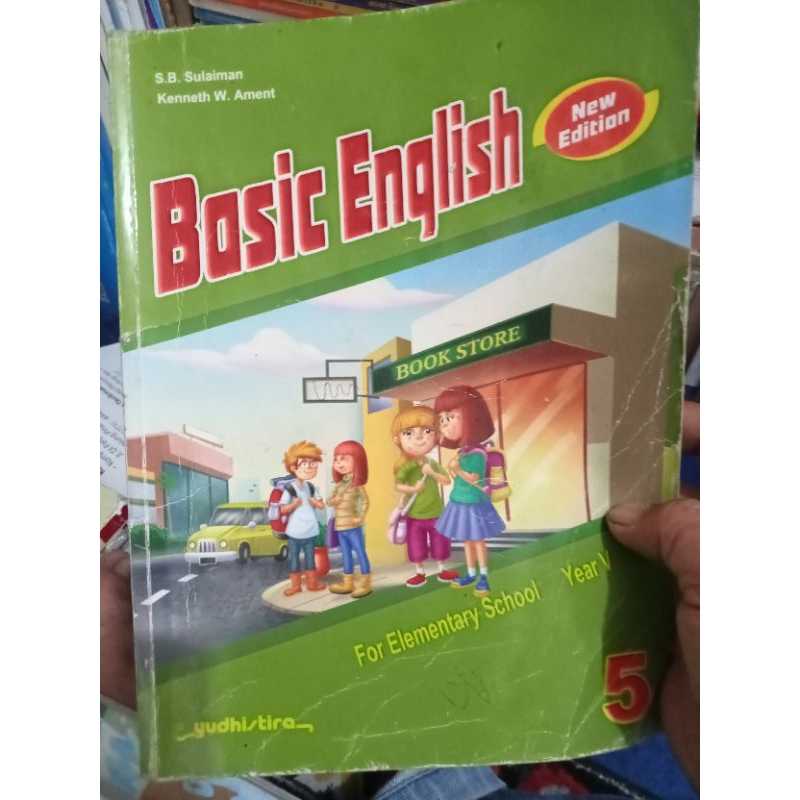 S.B. Sulaiman
Kenneth W. Ament
New
Edition
Basic English
BOOK STORE
For Elementary School Year V
5
yudhistira